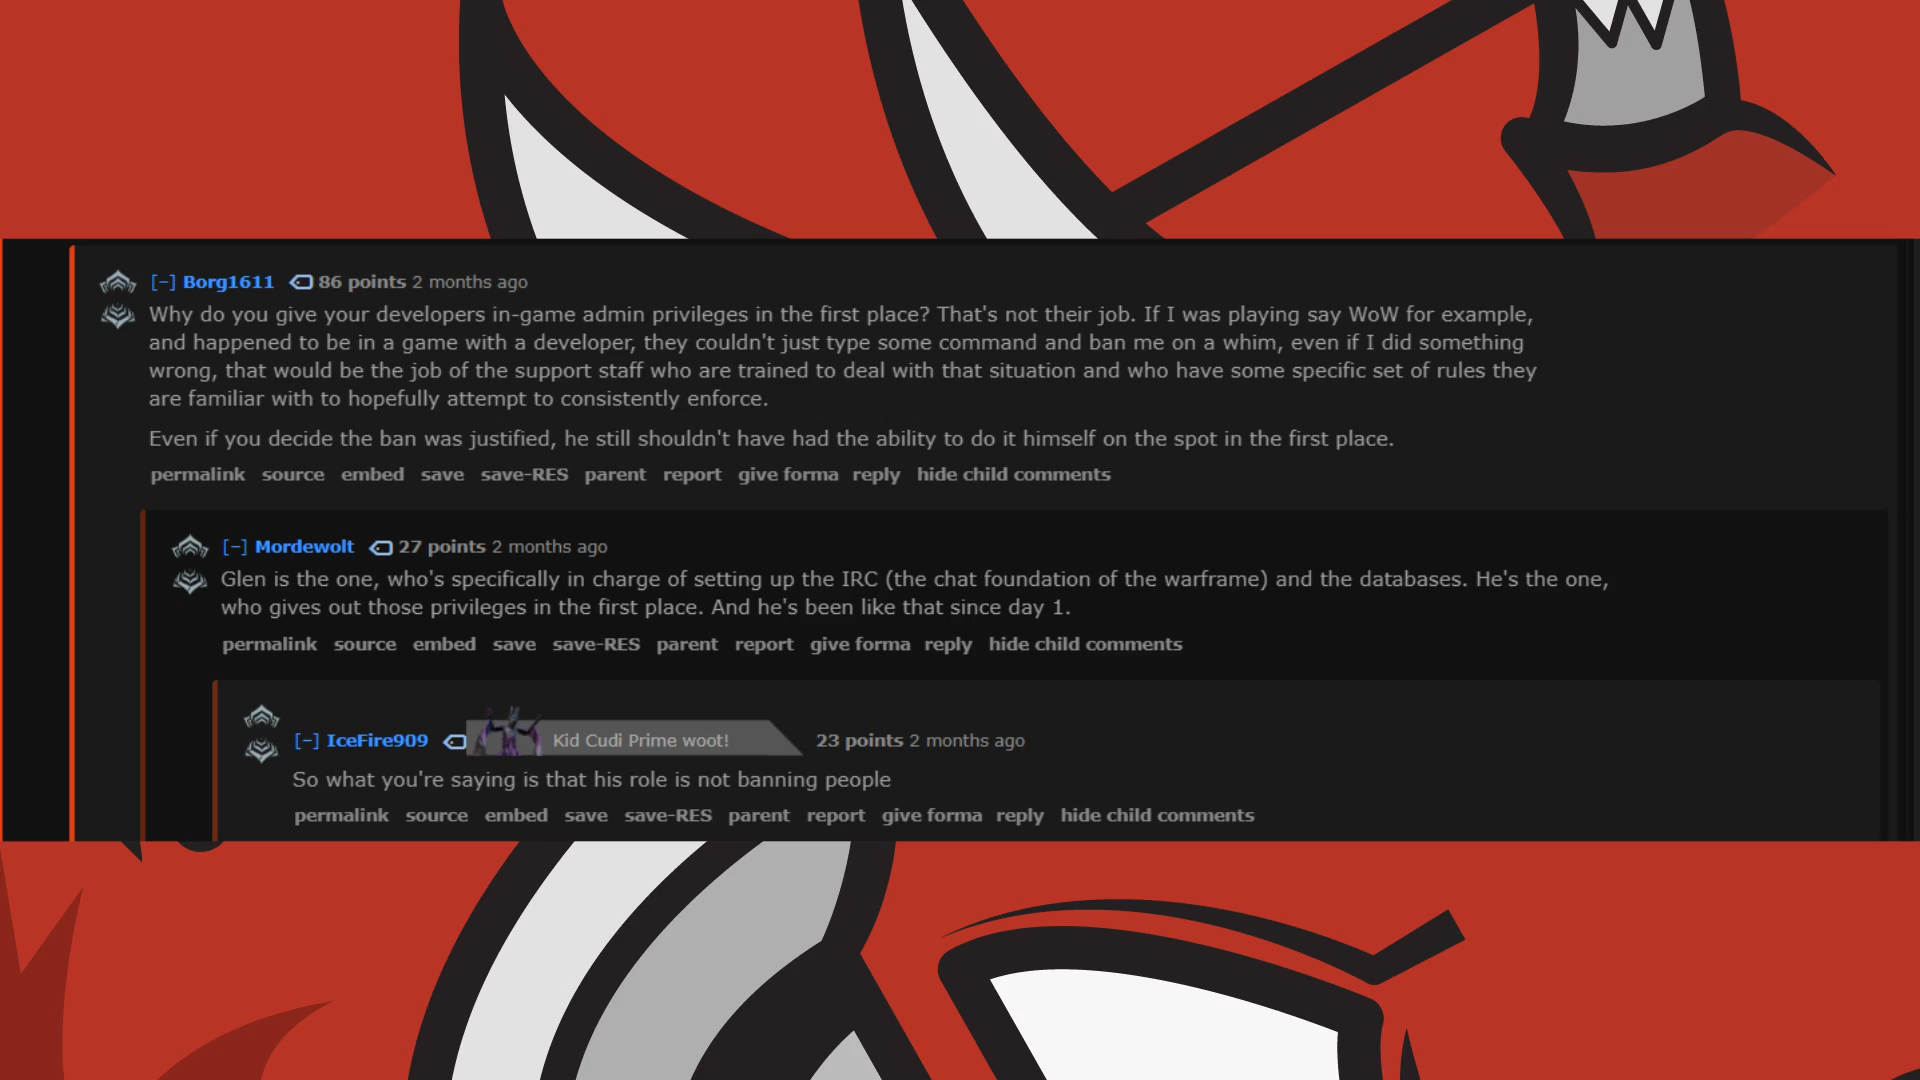 [-] Borg1611 86 points 2 months ago
Why do you give your developers in-game admin privileges in the first place? That's not their job. If I was playing say WoW for example,
and happened to be in a game with a developer, they couldn't just type some command and ban me on a whim, even if I did something
wrong, that would be the job of the support staff who are trained to deal with that situation and who have some specific set of rules they
are familiar with to hopefully attempt to consistently enforce.
Even if you decide the ban was justified, he still shouldn't have had the ability to do it himself on the spot in the first place.
permalink source embed save save-RES parent report give forma reply hide child comments
[-] Mordewolt 27 points 2 months ago
Glen is the one, who's specifically in charge of setting up the IRC (the chat foundation of the warframe) and the databases. He's the one,
who gives out those privileges in the first place. And he's been like that since day 1.
permalink source embed save save-RES parent report give forma reply hide child comments
[-] IceFire909 Kid Cudi Prime woot! 23 points 2 months ago
So what you're saying is that his role is not banning people
permalink source embed save save-RES parent report give forma reply hide child comments